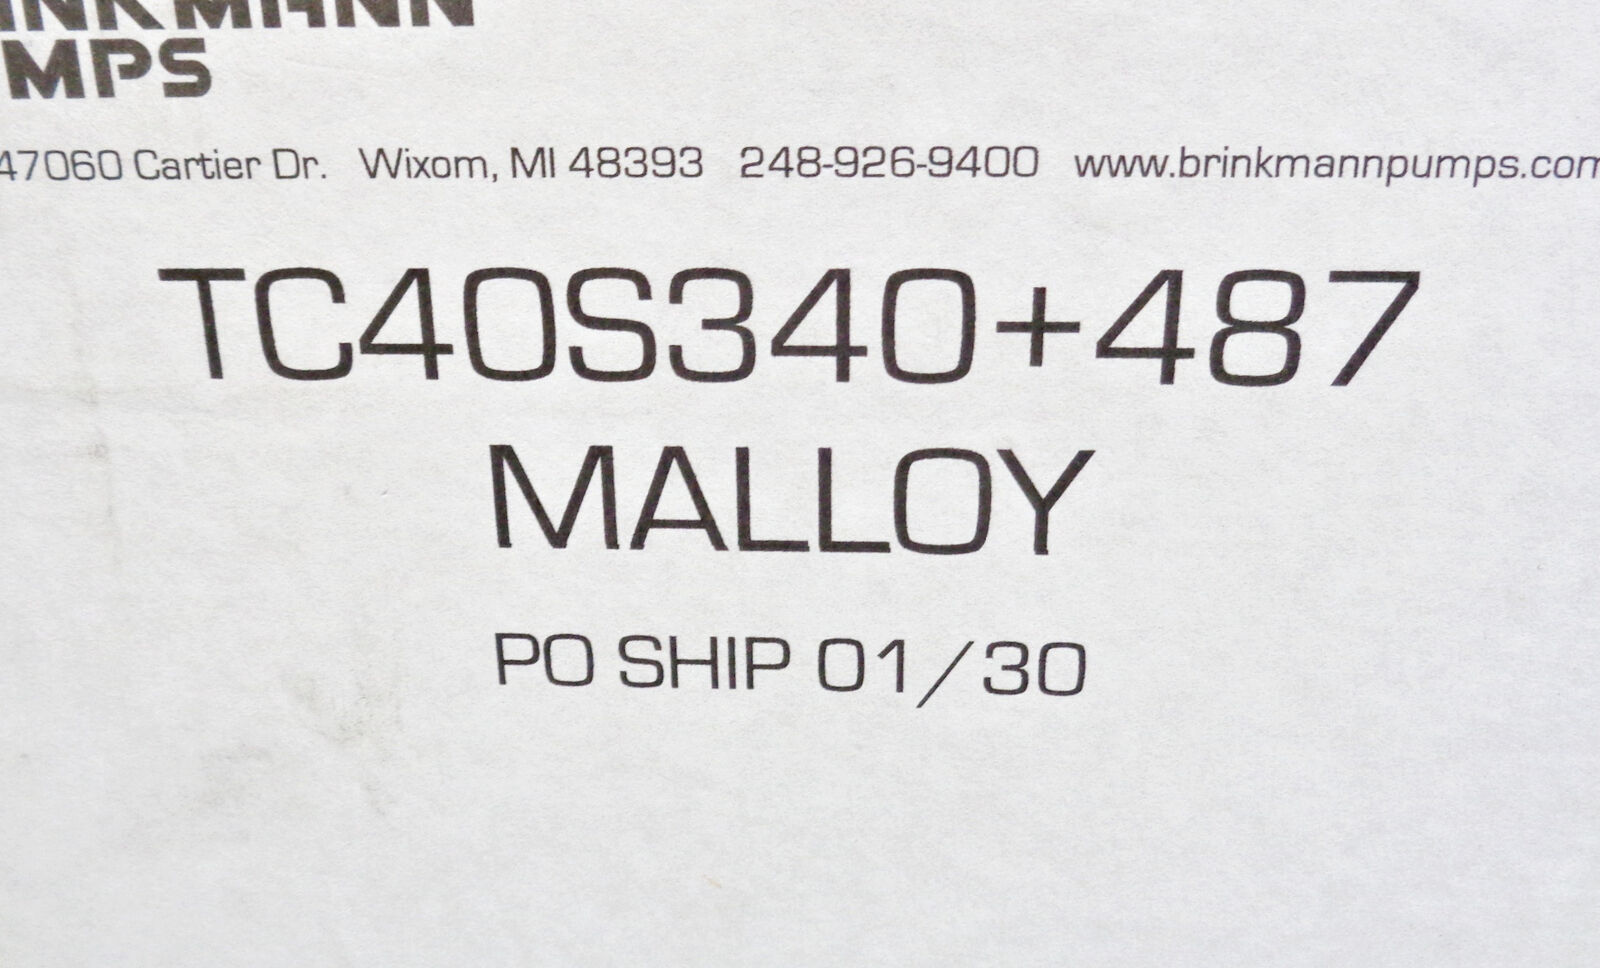 INKMANN
MPS
47060 Cartier Dr. Wixom, MI 48393 248-926-9400 www.brinkmannpumps.com
TC40S340+487
MALLOY
PO SHIP 01/30